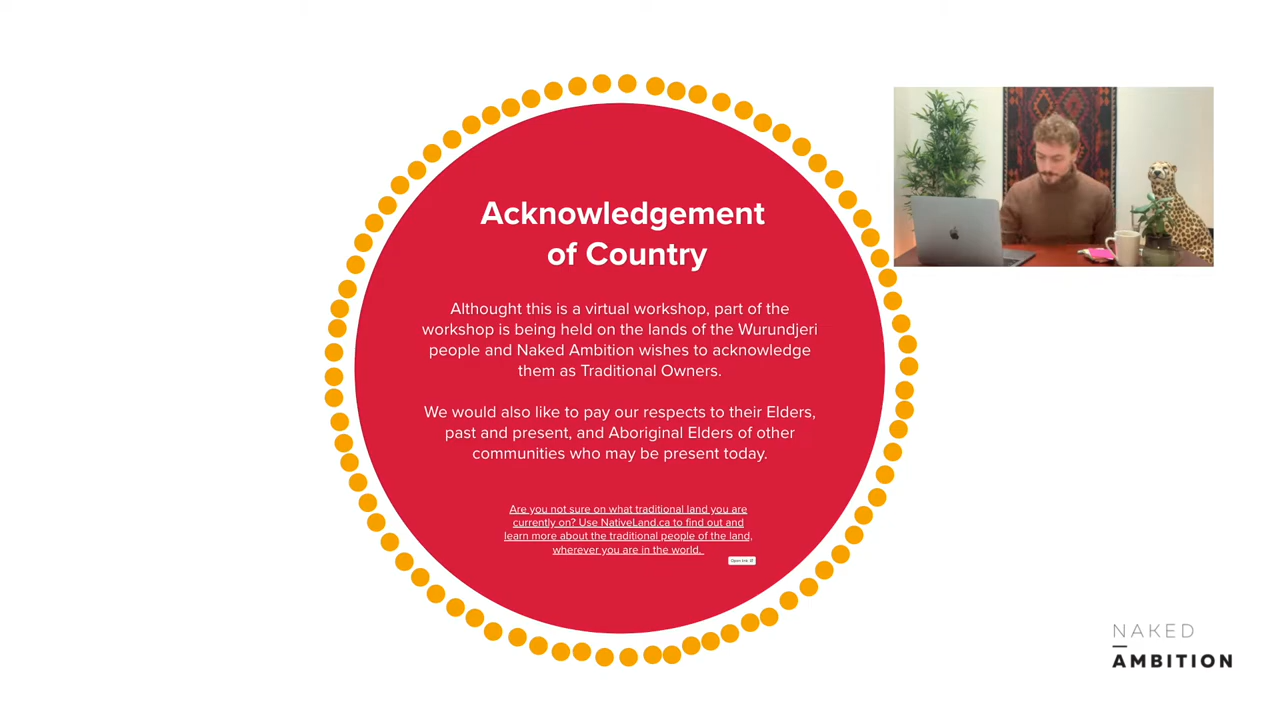 Acknowledgement
of Country
Althought this is a virtual workshop, part of the
workshop is being held on the lands of the Wurundjeri
people and Naked Ambition wishes to acknowledge
them as Traditional Owners.
We would also like to pay our respects to their Elders,
past and present, and Aboriginal Elders of other
communities who may be present today.
Are you not sure on what traditional land you are
currently on? Use NativeLand.ca to find out and
learn more about the traditional people of the land,
wherever you are in the world.
Open link
NAKED
AMBITION